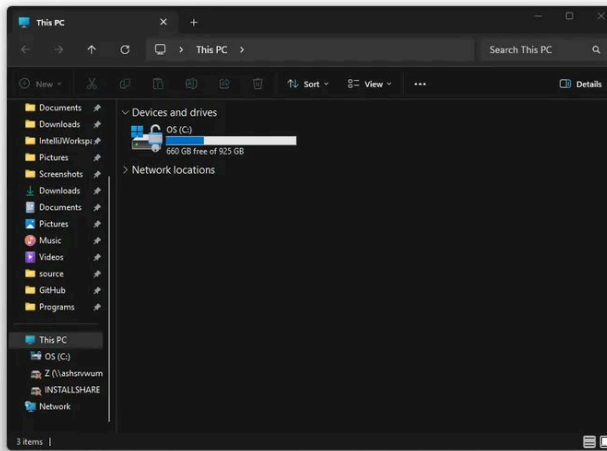 This PC
This PC
Search This PC
New
Sort
View
Details
Documents
Downloads
IntelliJWorkspa
Pictures
Screenshots
Downloads
Documents
Pictures
Music
Videos
source
GitHub
Programs
This PC
OS (C:)
Z (\\ashsrvwum
INSTALLSHARE
Network
Devices and drives
OS (C:)
660 GB free of 925 GB
Network locations
3 items